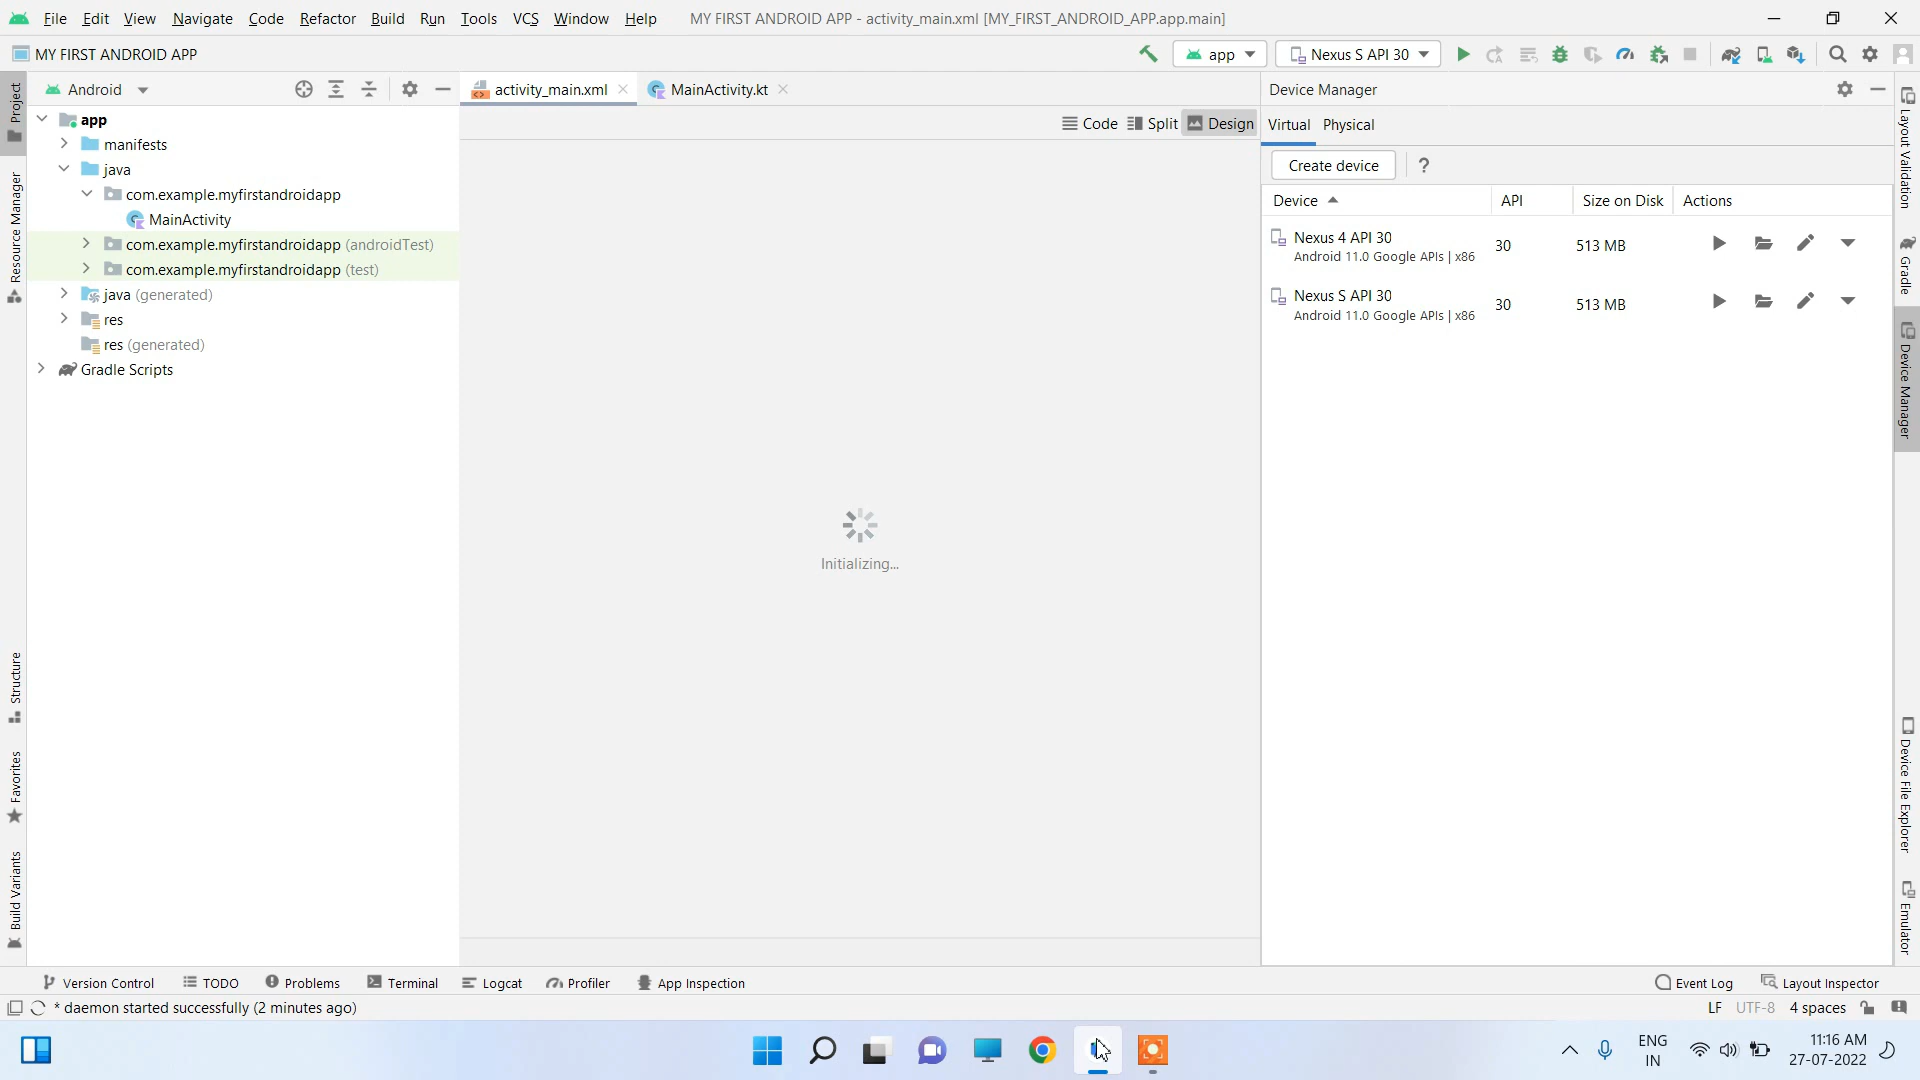 File Edit View Navigate Code Refactor Build Run Tools VCS Window Help MY FIRST ANDROID APP - activity_main.xml [MY_FIRST_ANDROID_APP.app.main]
MY FIRST ANDROID APP
app
Nexus S API 30
Project
Resource Manager
Structure
Favorites
Build Variants
Android
app
manifests
java
com.example.myfirstandroidapp
MainActivity
com.example.myfirstandroidapp (androidTest)
com.example.myfirstandroidapp (test)
java (generated)
res
res (generated)
Gradle Scripts
activity_main.xml
MainActivity.kt
Code Split Design
Initializing...
Device Manager
Virtual Physical
Create device ?
Device API Size on Disk Actions
Nexus 4 API 30
Android 11.0 Google APIs | x86
30 513 MB
Nexus S API 30
Android 11.0 Google APIs | x86
30 513 MB
Layout Validation
Gradle
Device Manager
Device File Explorer
Emulator
Version Control TODO Problems Terminal Logcat Profiler App Inspection Event Log Layout Inspector
* daemon started successfully (2 minutes ago) LF UTF-8 4 spaces
ENG
IN
11:16 AM
27-07-2022